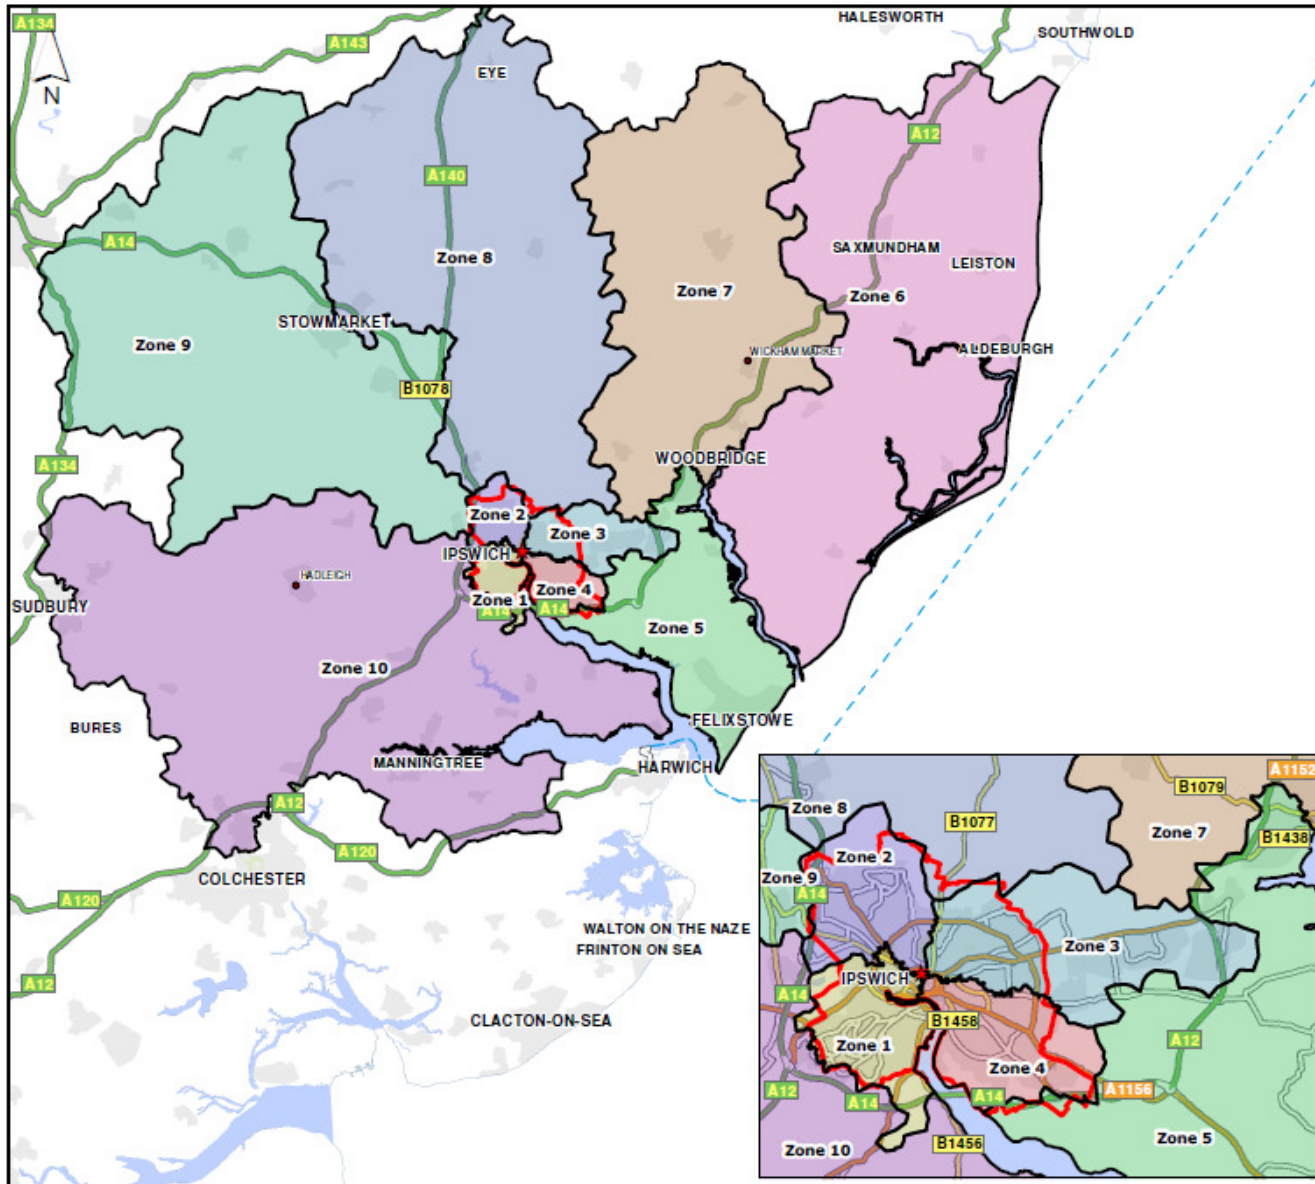 A134
HALESWORTH
SOUTHWOLD
A143
N
EYE
A12
A140
A14
SAXMUNDHAM
Zone 8
LEISTON
Zone 7
Zone 6
STOWMARKET
Zone 9
ALDEBURGH
WICKHAM MARKET
B1078
WOODBRIDGE
A134
Zone 2
Zone 3
IPSWICH
HADLEIGH
Zone 4
Zone 1
SUDBURY
A14
A14
Zone 5
Zone 10
FELIXSTOWE
BURES
MANNINGTREE
HARWICH
A12
A120
COLCHESTER
A120
WALTON ON THE NAZE
FRINTON ON SEA
A12
CLACTON-ON-SEA
A1152
B1079
Zone 8
B1077
Zone 7
B1438
Zone 2
Zone 9
A14
Zone 3
IPSWICH
A14
B1458
Zone 1
A12
Zone 4
A12
A14
A14
A1156
Zone 10
B1456
Zone 5